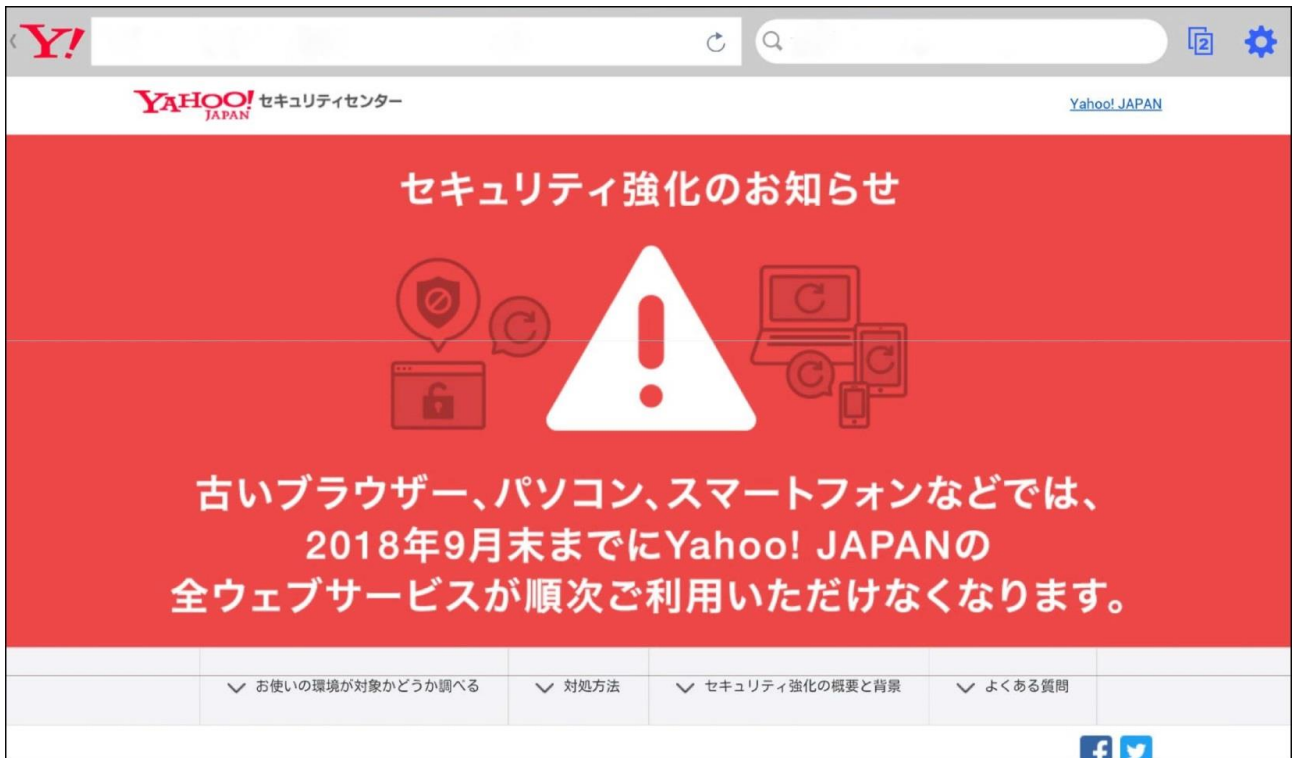 Y!
2
YAHOO! JAPAN セキュリティセンター
Yahoo! JAPAN
セキュリティ強化のお知らせ
古いブラウザー、パソコン、スマートフォンなどでは、
2018年9月末までにYahoo! JAPANの
全ウェブサービスが順次ご利用いただけなくなります。
お使いの環境が対象かどうか調べる 対処方法 セキュリティ強化の概要と背景 よくある質問